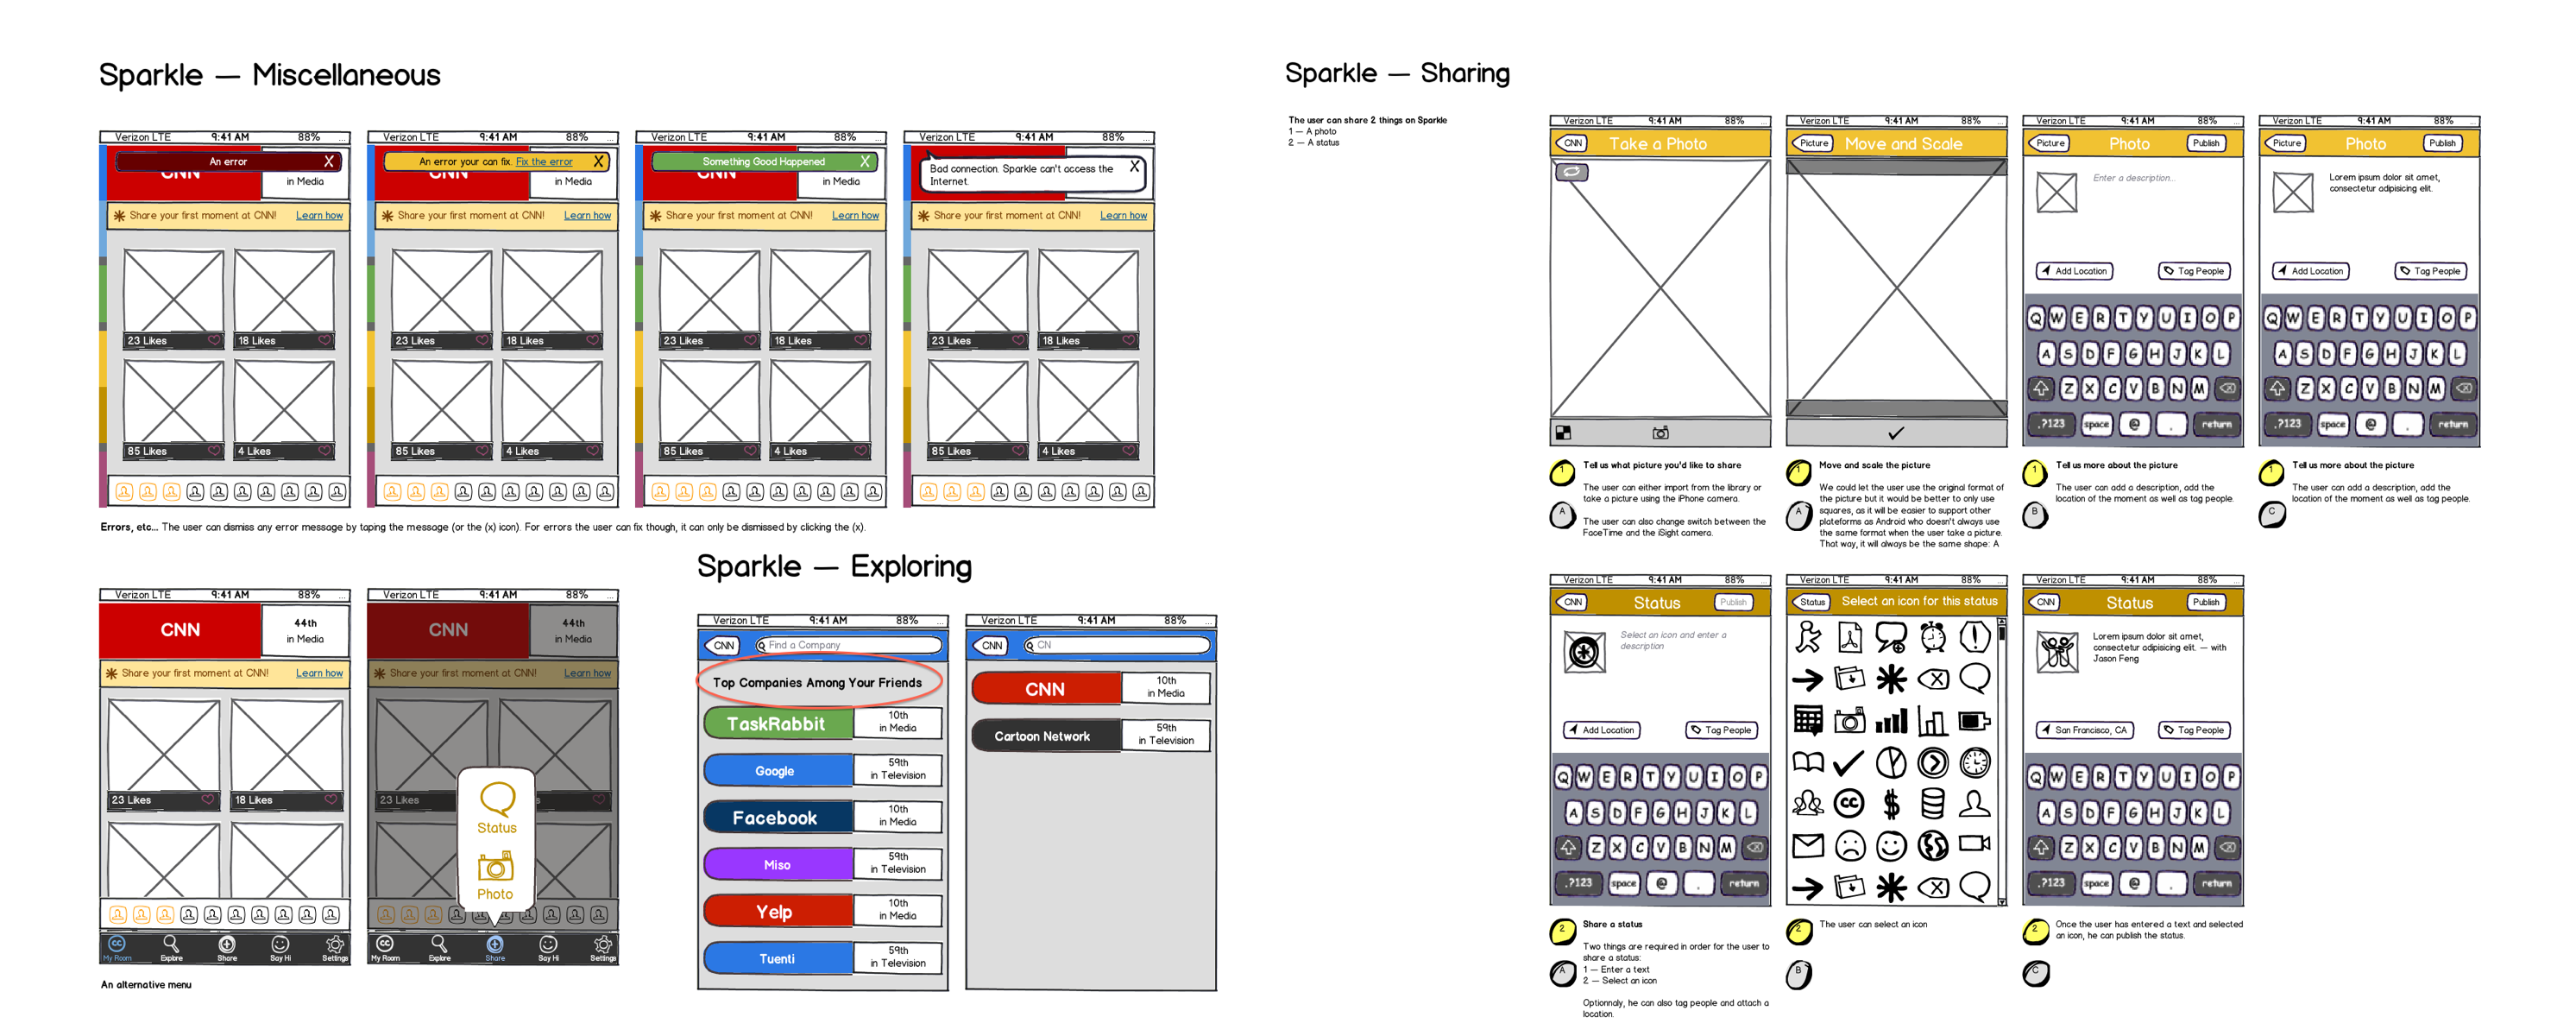 Sparkle — Miscellaneous
Verizon LTE 9:41 AM 88% ...
An error X
CNN
in Media
Share your first moment at CNN! Learn how
23 Likes 18 Likes
85 Likes 4 Likes
Verizon LTE 9:41 AM 88% ...
An error your can fix. Fix the error X
CNN
in Media
Share your first moment at CNN! Learn how
23 Likes 18 Likes
85 Likes 4 Likes
Verizon LTE 9:41 AM 88% ...
Something Good Happened X
CNN
in Media
Share your first moment at CNN! Learn how
23 Likes 18 Likes
85 Likes 4 Likes
Verizon LTE 9:41 AM 88% ...
Bad connection. Sparkle can't access the X
Internet.
Share your first moment at CNN! Learn how
23 Likes 18 Likes
85 Likes 4 Likes
Errors, etc... The user can dismiss any error message by taping the message (or the (x) icon). For errors the user can fix though, it can only be dismissed by clicking the (x).
Verizon LTE 9:41 AM 88% ...
CNN
44th
in Media
Share your first moment at CNN! Learn how
23 Likes 18 Likes
My Room Explore Share Say Hi Settings
An alternative menu
Verizon LTE 9:41 AM 88% ...
CNN
44th
in Media
Share your first moment at CNN! Learn how
23 Likes
Status
Photo
My Room Explore Share Say Hi Settings
Sparkle — Exploring
Verizon LTE 9:41 AM 88% ...
CNN Find a Company
Top Companies Among Your Friends
TaskRabbit
10th
in Media
Google
59th
in Television
Facebook
10th
in Media
Miso
59th
in Television
Yelp
10th
in Media
Tuenti
59th
in Television
Verizon LTE 9:41 AM 88% ...
CNN CN
CNN
10th
in Media
Cartoon Network
59th
in Television
Sparkle — Sharing
The user can share 2 things on Sparkle
1 — A photo
2 — A status
Verizon LTE 9:41 AM 88% ...
CNN Take a Photo
1 Tell us what picture you'd like to share
A
The user can either import from the library or
take a picture using the iPhone camera.
The user can also change switch between the
FaceTime and the iSight camera.
Verizon LTE 9:41 AM 88% ...
Picture Move and Scale
1 Move and scale the picture
A
We could let the user use the original format of
the picture but it would be better to only use
squares, as it will be easier to support other
plateforms as Android who doesn't always use
the same format when the user take a picture.
That way, it will always be the same shape: A
Verizon LTE 9:41 AM 88% ...
Picture Photo Publish
Enter a description...
Add Location Tag People
Q W E R T Y U I O P
A S D F G H J K L
Z X C V B N M
.?123 space @ . return
1 Tell us more about the picture
B
The user can add a description, add the
location of the moment as well as tag people.
Verizon LTE 9:41 AM 88% ...
Picture Photo Publish
Lorem ipsum dolor sit amet,
consectetur adipisicing elit.
Add Location Tag People
Q W E R T Y U I O P
A S D F G H J K L
Z X C V B N M
.?123 space @ . return
1 Tell us more about the picture
C
The user can add a description, add the
location of the moment as well as tag people.
Verizon LTE 9:41 AM 88% ...
CNN Status Publish
Select an icon and enter a
description
Add Location Tag People
Q W E R T Y U I O P
A S D F G H J K L
Z X C V B N M
.?123 space @ . return
2 Share a status
A
Two things are required in order for the user to
share a status:
1 — Enter a text
2 — Select an icon
Optionnaly, he can also tag people and attach a
location.
Verizon LTE 9:41 AM 88% ...
Status Select an icon for this status
2 The user can select an icon
B
Verizon LTE 9:41 AM 88% ...
CNN Status Publish
Lorem ipsum dolor sit amet,
consectetur adipisicing elit. — with
Jason Feng
San Francisco, CA Tag People
Q W E R T Y U I O P
A S D F G H J K L
Z X C V B N M
.?123 space @ . return
2 Once the user has entered a text and selected
an icon, he can publish the status.
C